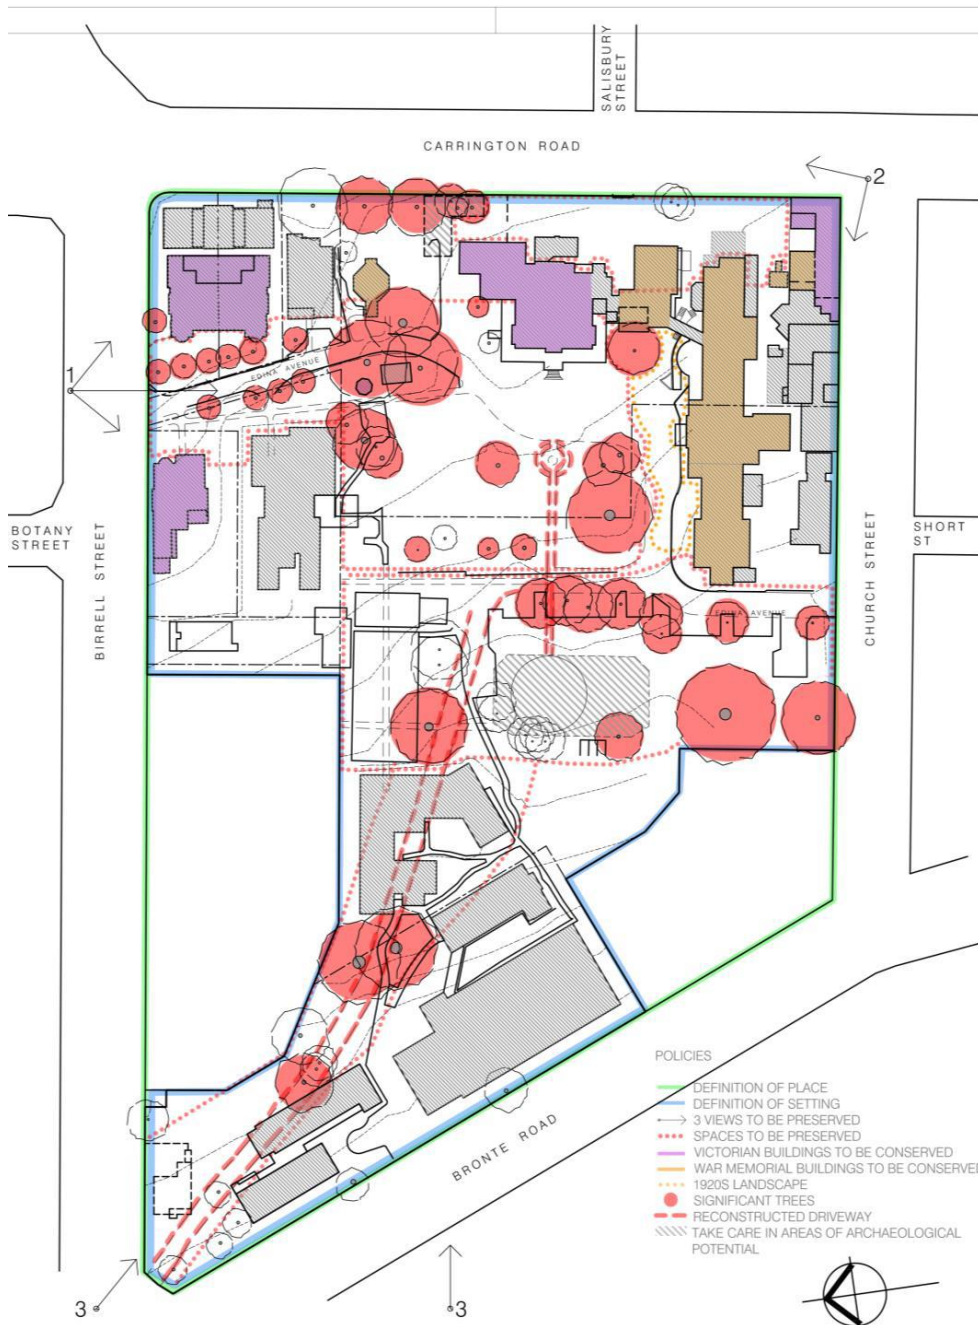 SALISBURY
STREET
CARRINGTON ROAD
2
1
EDINA AVENUE
BOTANY
STREET
BIRRELL STREET
CHURCH STREET
SHORT
ST
EDINA AVENUE
BRONTE ROAD
POLICIES
DEFINITION OF PLACE
DEFINITION OF SETTING
3 VIEWS TO BE PRESERVED
SPACES TO BE PRESERVED
VICTORIAN BUILDINGS TO BE CONSERVED
WAR MEMORIAL BUILDINGS TO BE CONSERVED
1920S LANDSCAPE
SIGNIFICANT TREES
RECONSTRUCTED DRIVEWAY
TAKE CARE IN AREAS OF ARCHAEOLOGICAL
POTENTIAL
3
3